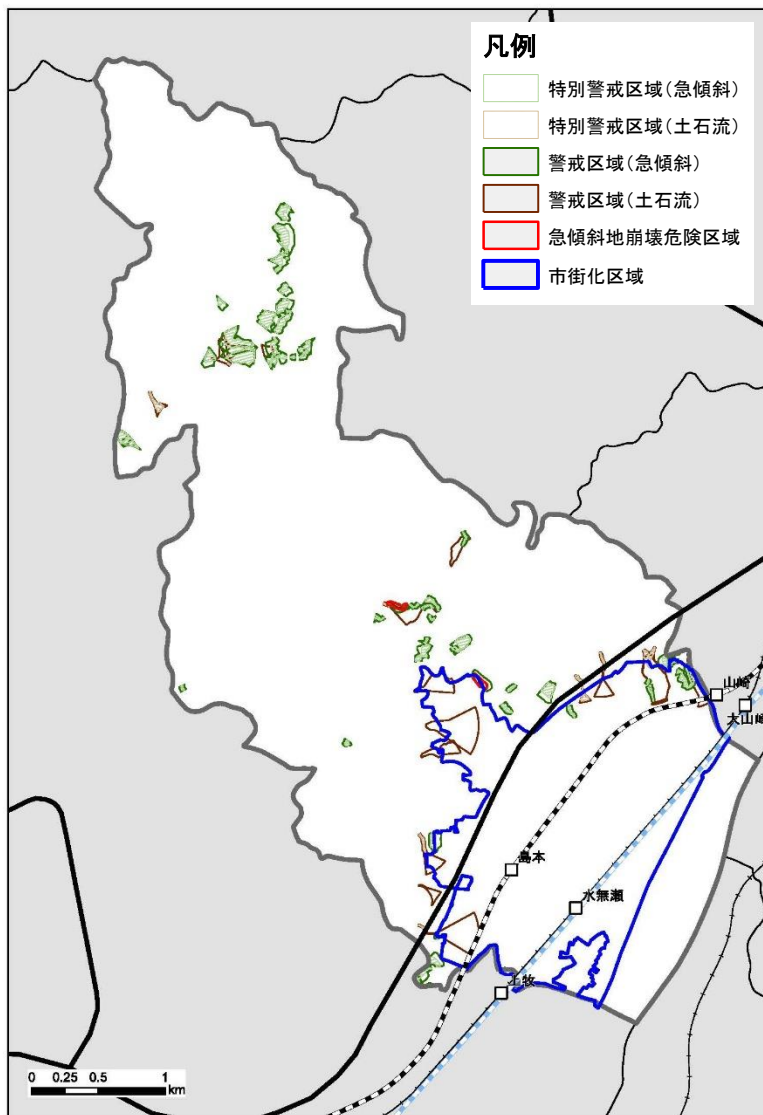 凡例
特別警戒区域(急傾斜)
特別警戒区域(土石流)
警戒区域(急傾斜)
警戒区域(土石流)
急傾斜地崩壊危険区域
市街化区域
山崎
大山崎
島本
水無瀬
上牧
0 0.25 0.5 1
km